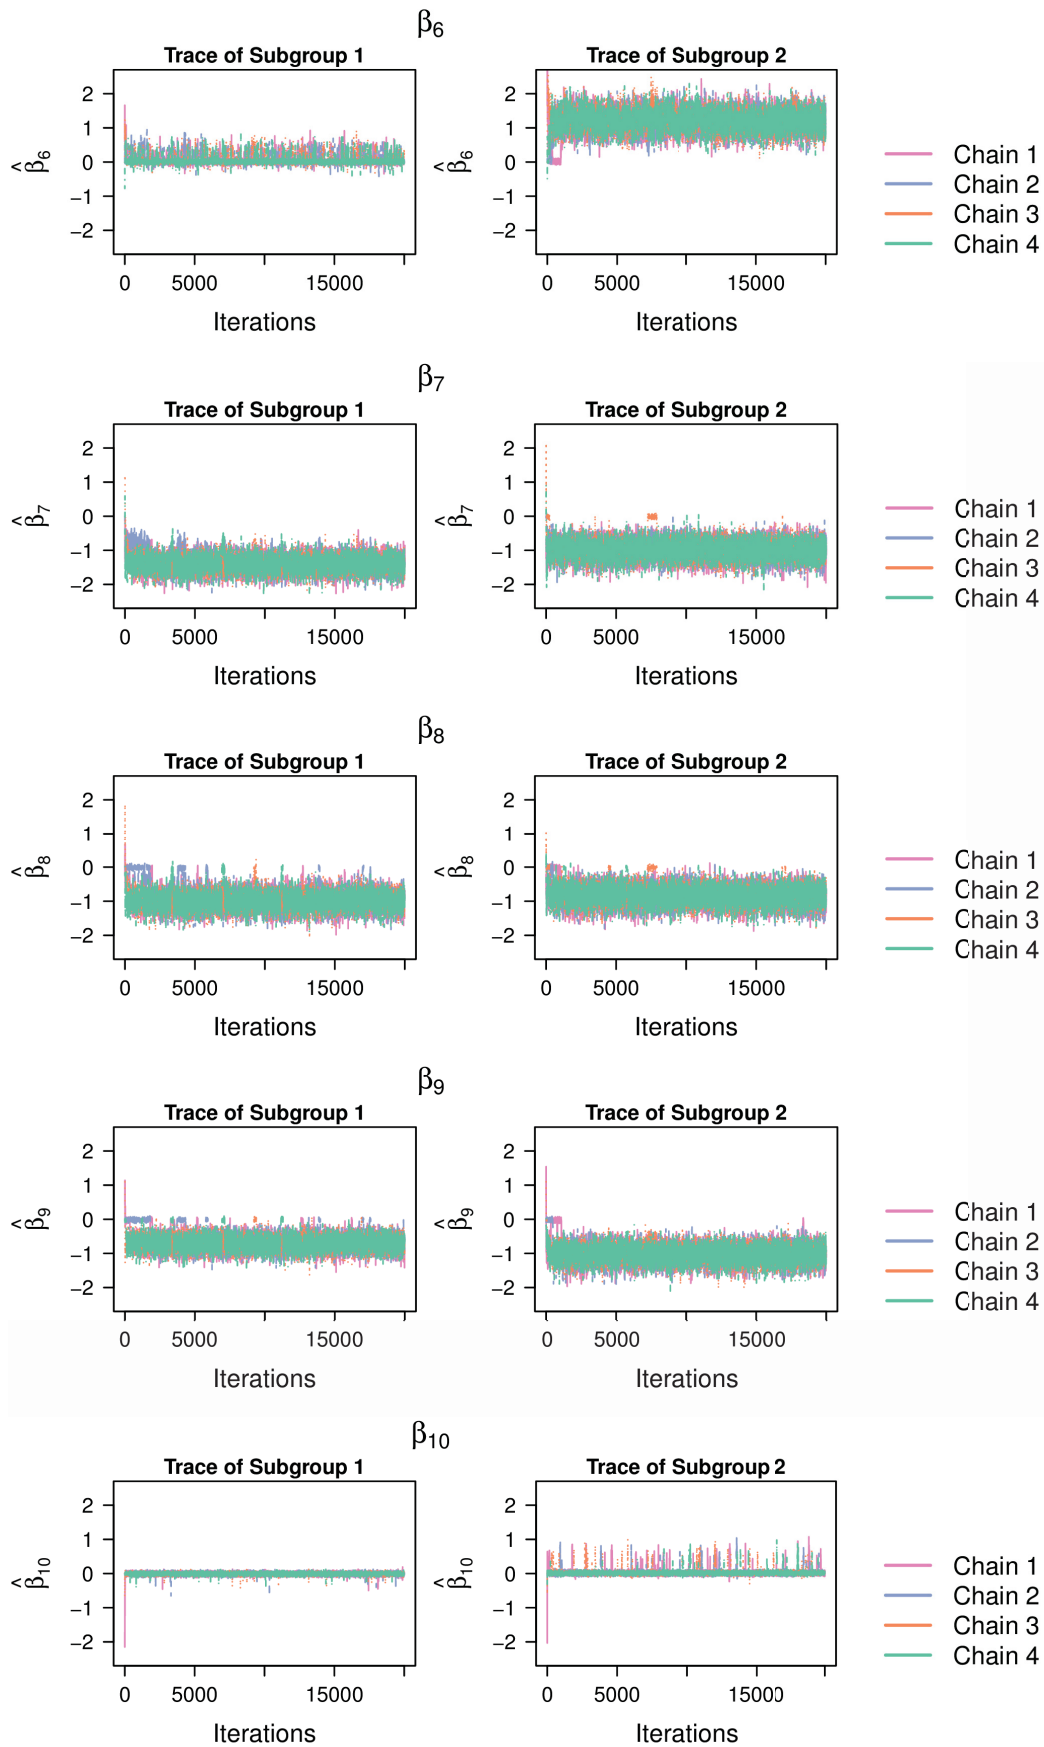 β6
Trace of Subgroup 1 Trace of Subgroup 2
2 1 0 −1 −2
β̂6
0 5000 15000
Iterations
2 1 0 −1 −2
β̂6
0 5000 15000
Iterations
Chain 1
Chain 2
Chain 3
Chain 4
β7
Trace of Subgroup 1 Trace of Subgroup 2
2 1 0 −1 −2
β̂7
0 5000 15000
Iterations
2 1 0 −1 −2
β̂7
0 5000 15000
Iterations
Chain 1
Chain 2
Chain 3
Chain 4
β8
Trace of Subgroup 1 Trace of Subgroup 2
2 1 0 −1 −2
β̂8
0 5000 15000
Iterations
2 1 0 −1 −2
β̂8
0 5000 15000
Iterations
Chain 1
Chain 2
Chain 3
Chain 4
β9
Trace of Subgroup 1 Trace of Subgroup 2
2 1 0 −1 −2
β̂9
0 5000 15000
Iterations
2 1 0 −1 −2
β̂9
0 5000 15000
Iterations
Chain 1
Chain 2
Chain 3
Chain 4
β10
Trace of Subgroup 1 Trace of Subgroup 2
2 1 0 −1 −2
β̂10
0 5000 15000
Iterations
2 1 0 −1 −2
β̂10
0 5000 15000
Iterations
Chain 1
Chain 2
Chain 3
Chain 4